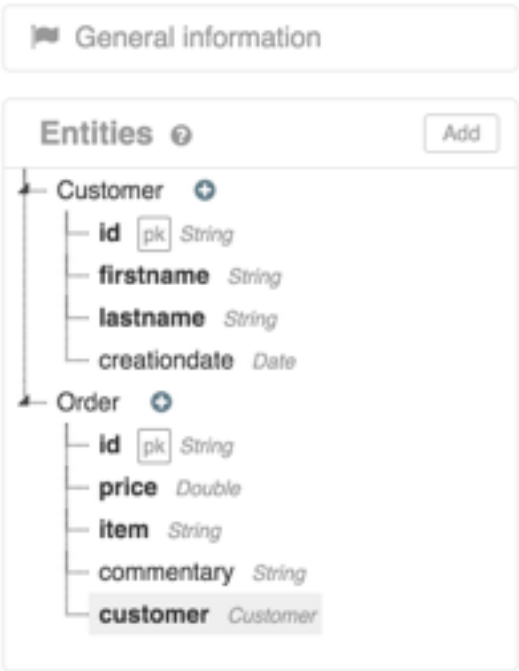 General information
Entities ?
Add
Customer +
id pk String
firstname String
lastname String
creationdate Date
Order +
id pk String
price Double
item String
commentary String
customer Customer